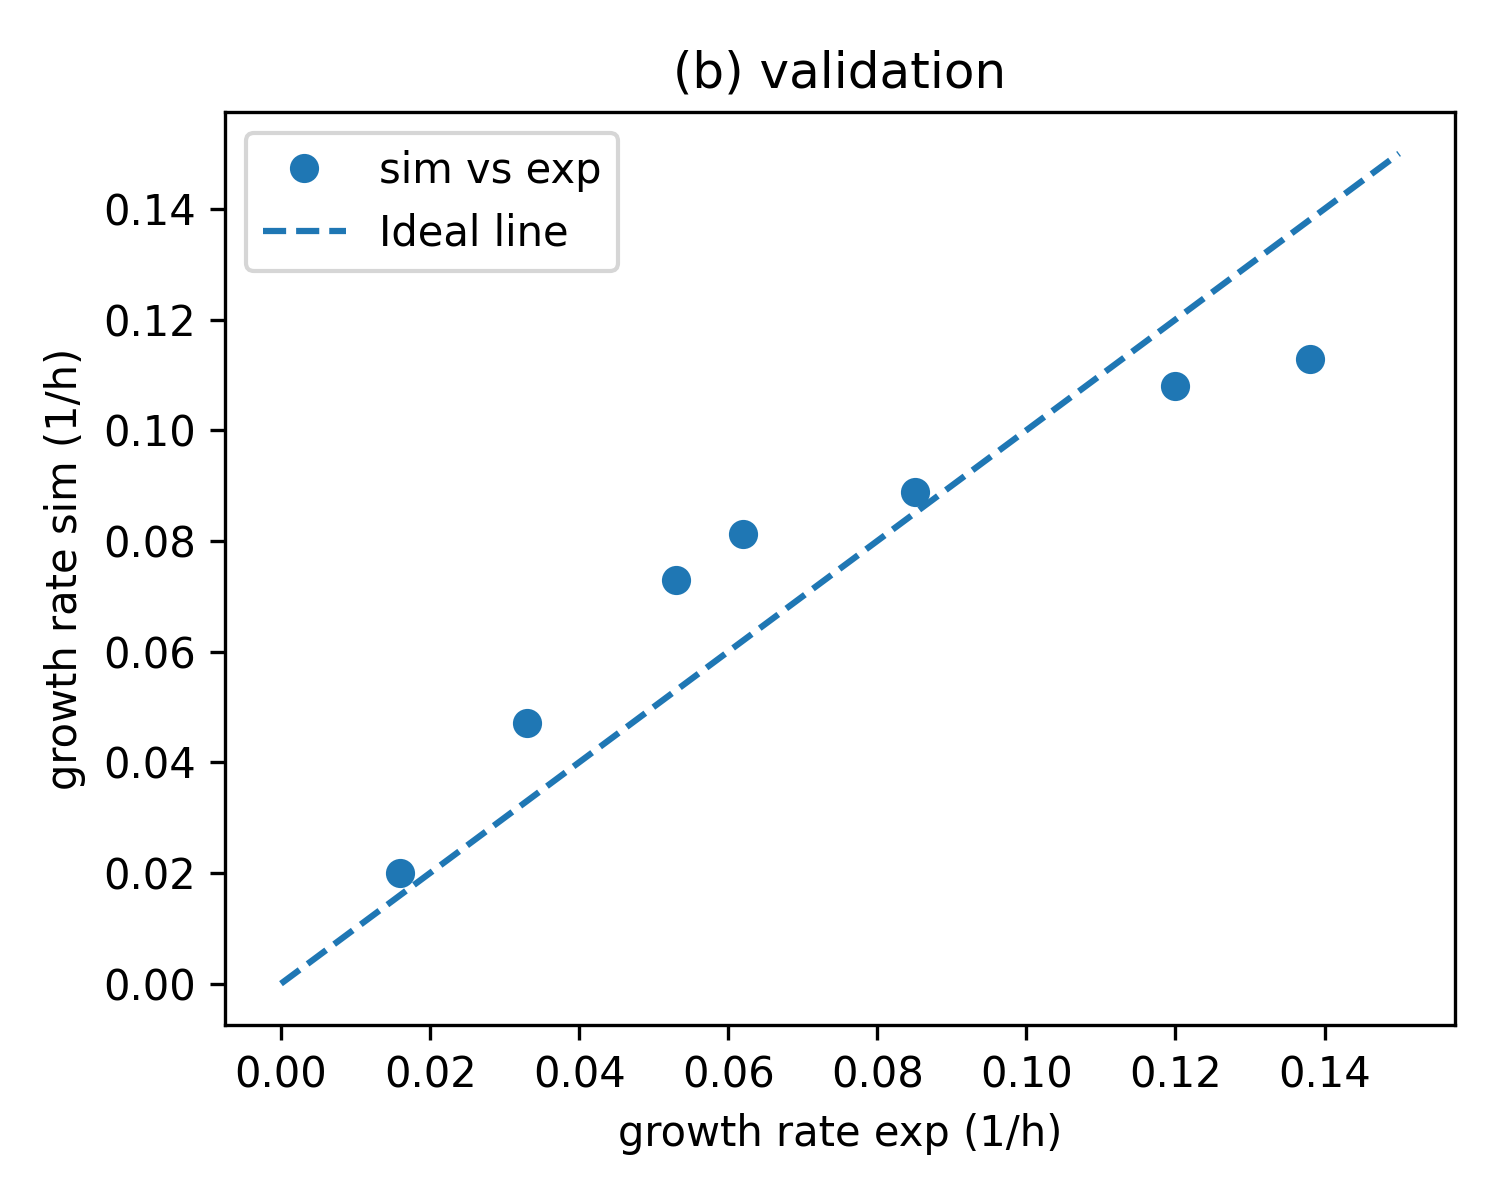 (b) validation
sim vs exp
Ideal line
growth rate sim (1/h)
0.14
0.12
0.10
0.08
0.06
0.04
0.02
0.00
0.00 0.02 0.04 0.06 0.08 0.10 0.12 0.14
growth rate exp (1/h)